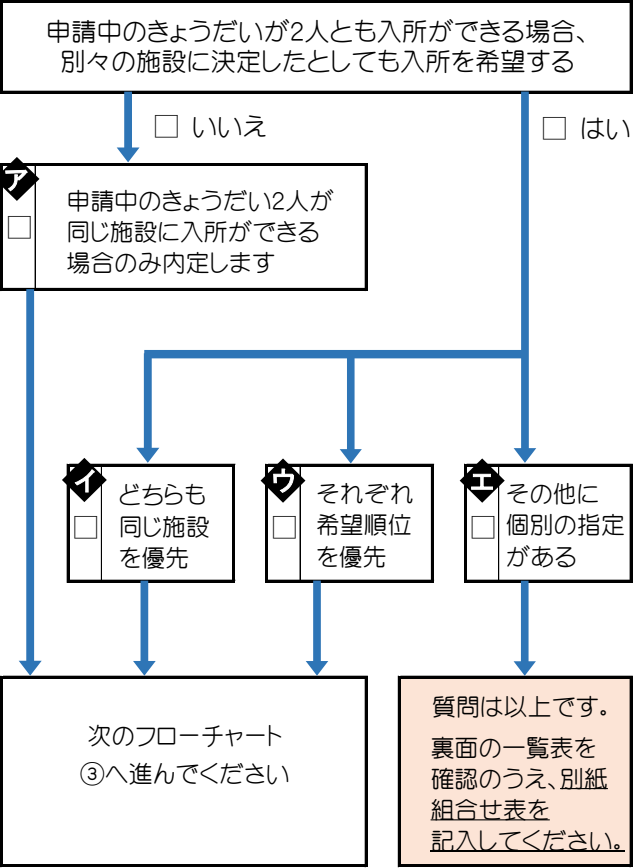 申請中のきょうだいが2人とも入所ができる場合、
別々の施設に決定したとしても入所を希望する
□ いいえ
□ はい
ア
□
申請中のきょうだい2人が
同じ施設に入所ができる
場合のみ内定します
イ
□
どちらも
同じ施設
を優先
ウ
□
それぞれ
希望順位
を優先
エ
□
その他に
個別の指定
がある
次のフローチャート
③へ進んでください
質問は以上です。
裏面の一覧表を
確認のうえ、別紙
組合せ表を
記入してください。